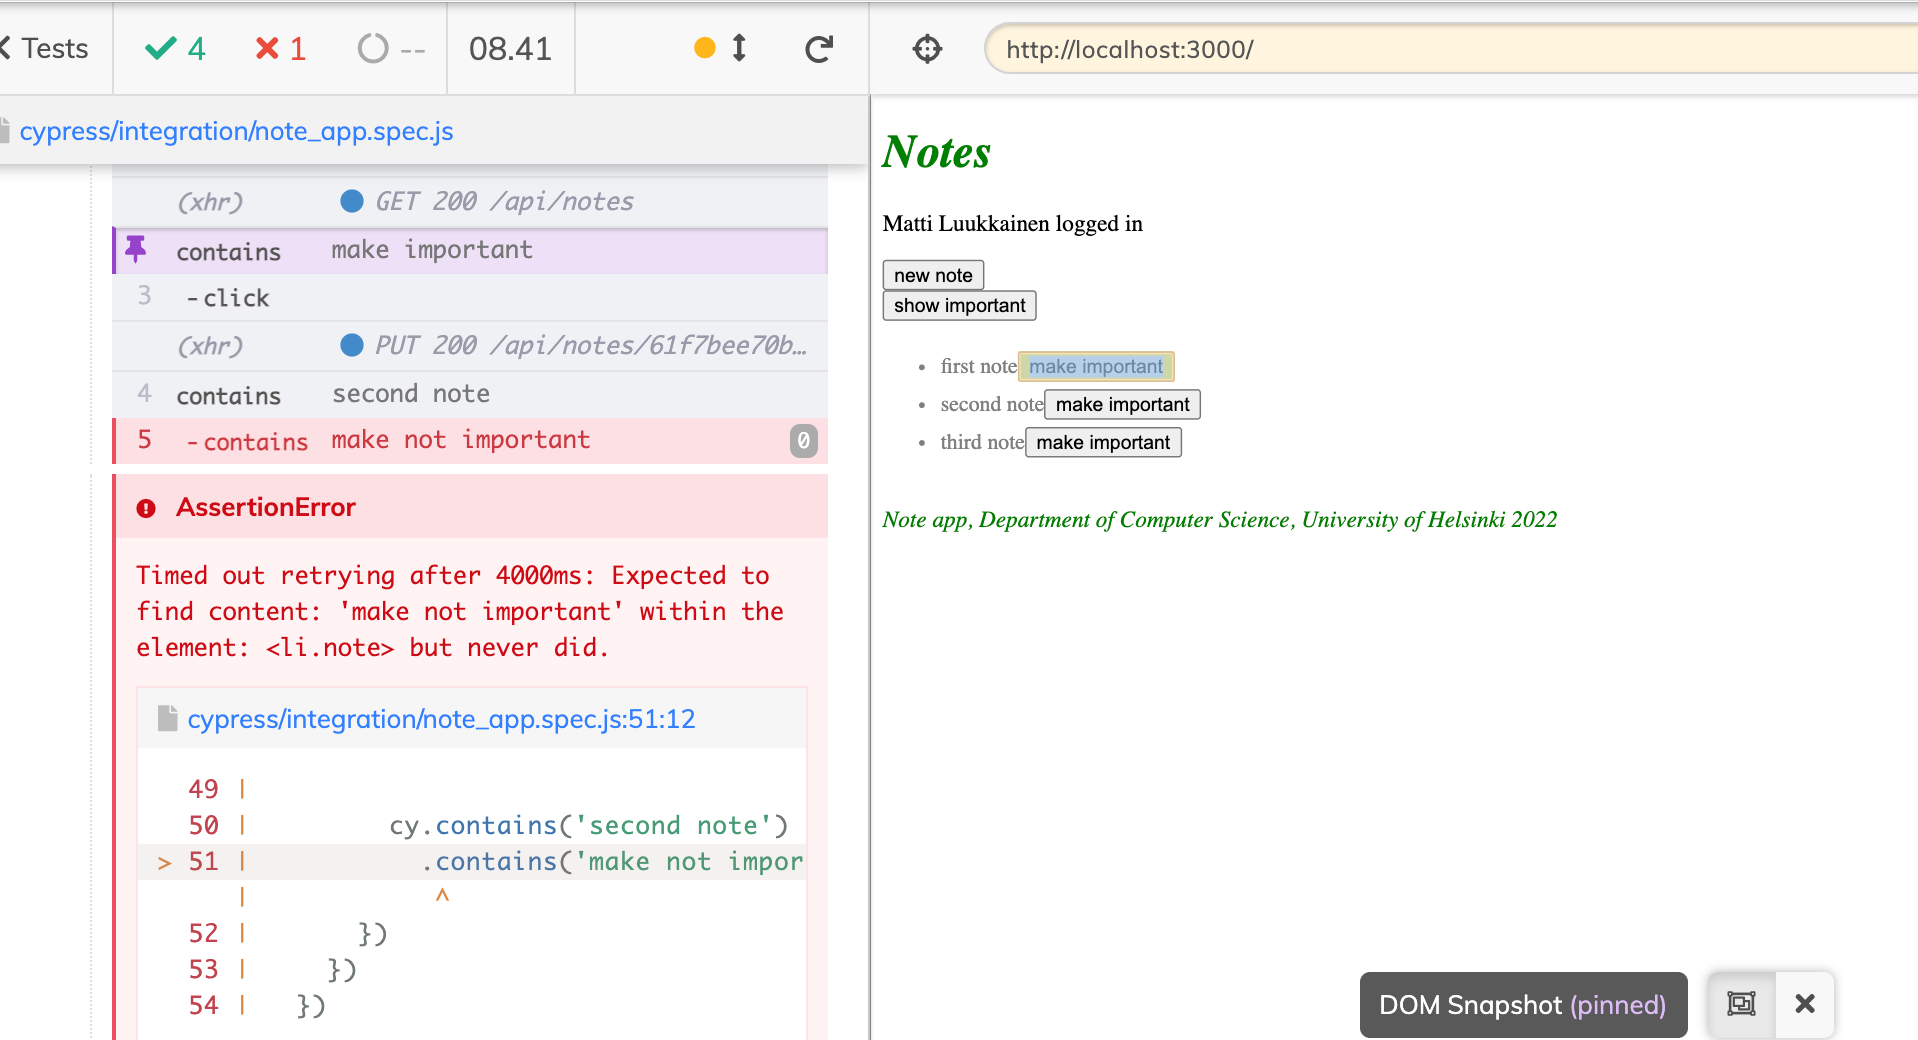 Tests 4 1 -- 08.41
http://localhost:3000/
cypress/integration/note_app.spec.js
(xhr) GET 200 /api/notes
contains make important
3 -click
(xhr) PUT 200 /api/notes/61f7bee70b…
4 contains second note
5 -contains make not important 0
AssertionError
Timed out retrying after 4000ms: Expected to
find content: 'make not important' within the
element: <li.note> but never did.
cypress/integration/note_app.spec.js:51:12
49 |
50 | cy.contains('second note')
> 51 | .contains('make not impor
| ^
52 | })
53 | })
54 | })
Notes
Matti Luukkainen logged in
new note
show important
• first note make important
• second note make important
• third note make important
Note app, Department of Computer Science, University of Helsinki 2022
DOM Snapshot (pinned)